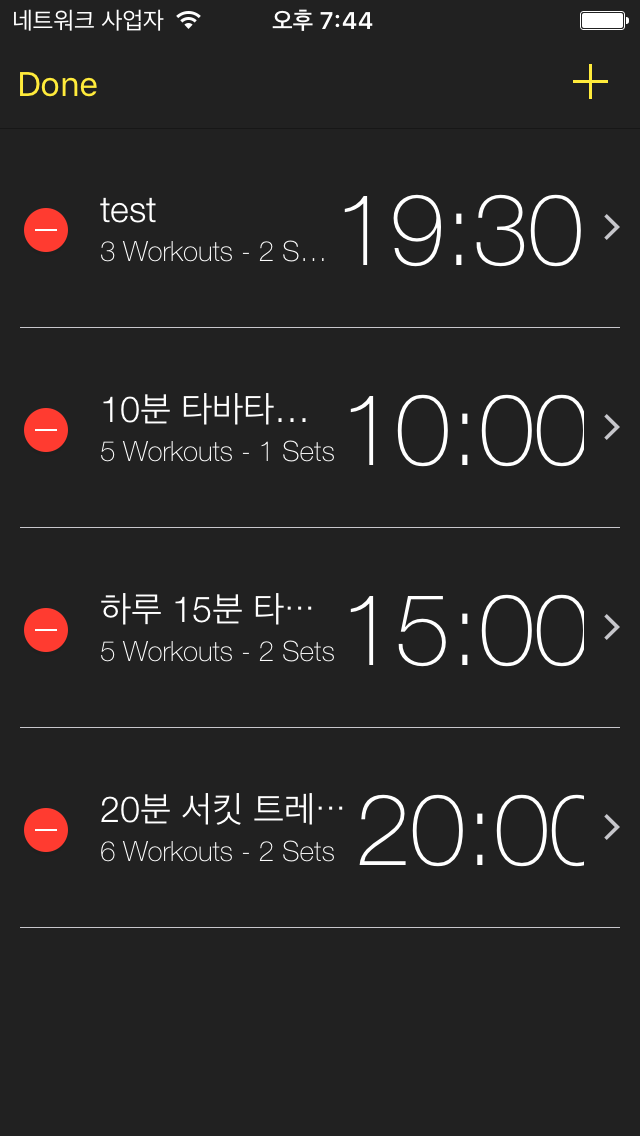 네트워크 사업자 오후 7:44
Done +
test 19:30
3 Workouts - 2 S...
10분 타바타... 10:00
5 Workouts - 1 Sets
하루 15분 타... 15:00
5 Workouts - 2 Sets
20분 서킷 트레... 20:00
6 Workouts - 2 Sets